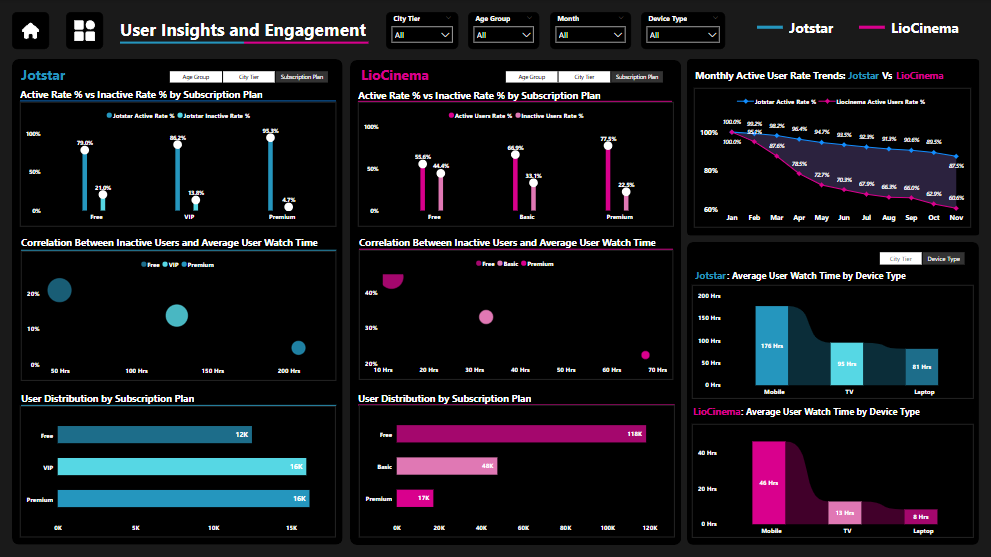 User Insights and Engagement
City Tier
All
Age Group
All
Month
All
Device Type
All
Jotstar
LioCinema
Jotstar
Age Group
City Tier
Subscription Plan
Active Rate % vs Inactive Rate % by Subscription Plan
Jotstar Active Rate %
Jotstar Inactive Rate %
100%
50%
0%
79.0%
21.0%
86.2%
13.8%
95.3%
4.7%
Free
VIP
Premium
Correlation Between Inactive Users and Average User Watch Time
Free
VIP
Premium
20%
10%
0%
50 Hrs
100 Hrs
150 Hrs
200 Hrs
User Distribution by Subscription Plan
Free
12K
VIP
16K
Premium
16K
0K
5K
10K
15K
LioCinema
Age Group
City Tier
Subscription Plan
Active Rate % vs Inactive Rate % by Subscription Plan
Active Users Rate %
Inactive Users Rate %
100%
50%
0%
55.6%
44.4%
66.9%
33.1%
77.5%
22.5%
Free
Basic
Premium
Correlation Between Inactive Users and Average User Watch Time
Free
Basic
Premium
40%
30%
20%
10 Hrs
20 Hrs
30 Hrs
40 Hrs
50 Hrs
60 Hrs
70 Hrs
User Distribution by Subscription Plan
Free
118K
Basic
48K
Premium
17K
0K
20K
40K
60K
80K
100K
120K
Monthly Active User Rate Trends: Jotstar Vs LioCinema
Jotstar Active Rate %
Liocinema Active Users Rate %
100%
80%
60%
100.0%
99.2%
98.2%
96.4%
94.7%
93.5%
92.3%
91.3%
90.6%
89.5%
87.5%
100.0%
87.6%
78.5%
72.7%
70.3%
67.9%
66.3%
66.0%
62.9%
60.6%
Jan
Feb
Mar
Apr
May
Jun
Jul
Aug
Sep
Oct
Nov
City Tier
Device Type
Jotstar: Average User Watch Time by Device Type
200 Hrs
150 Hrs
100 Hrs
50 Hrs
0 Hrs
176 Hrs
95 Hrs
81 Hrs
Mobile
TV
Laptop
LioCinema: Average User Watch Time by Device Type
40 Hrs
20 Hrs
0 Hrs
46 Hrs
13 Hrs
8 Hrs
Mobile
TV
Laptop